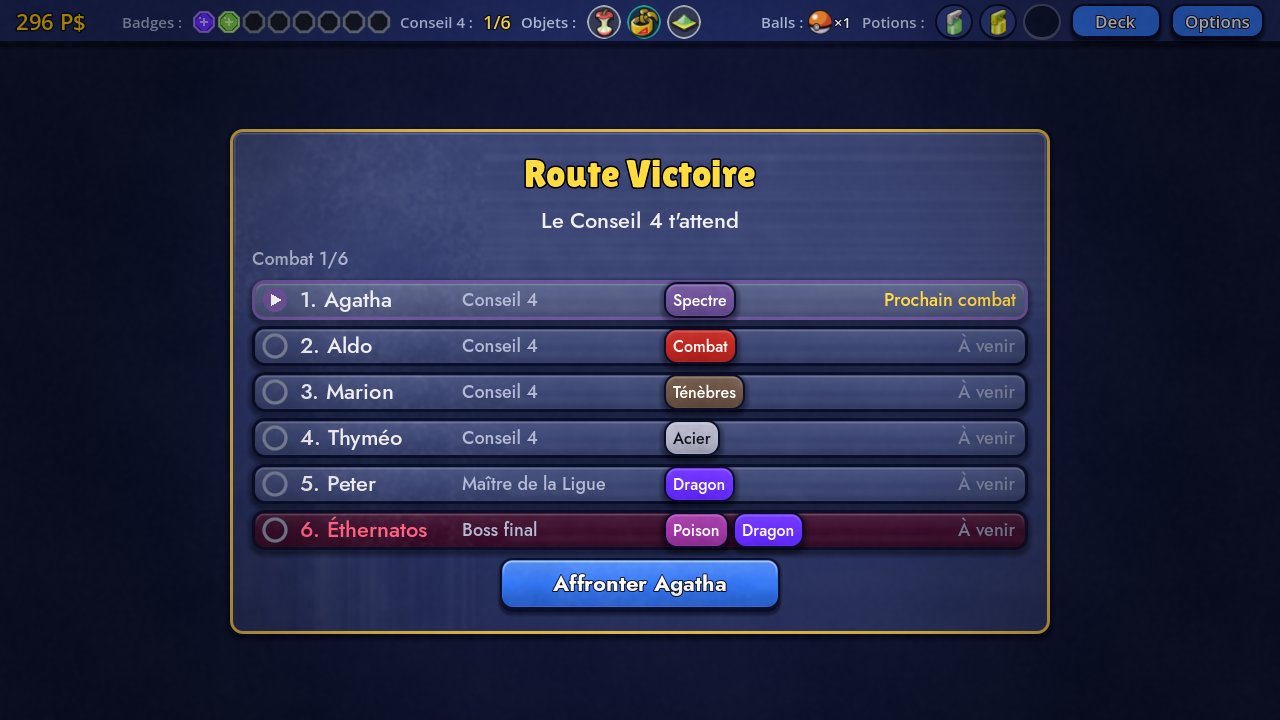 296 P$ Badges : Conseil 4 : 1/6 Objets : Balls : ×1 Potions : Deck Options
Route Victoire
Le Conseil 4 t'attend
Combat 1/6
1. Agatha Conseil 4 Spectre Prochain combat
2. Aldo Conseil 4 Combat À venir
3. Marion Conseil 4 Ténèbres À venir
4. Thyméo Conseil 4 Acier À venir
5. Peter Maître de la Ligue Dragon À venir
6. Éthernatos Boss final Poison Dragon À venir
Affronter Agatha